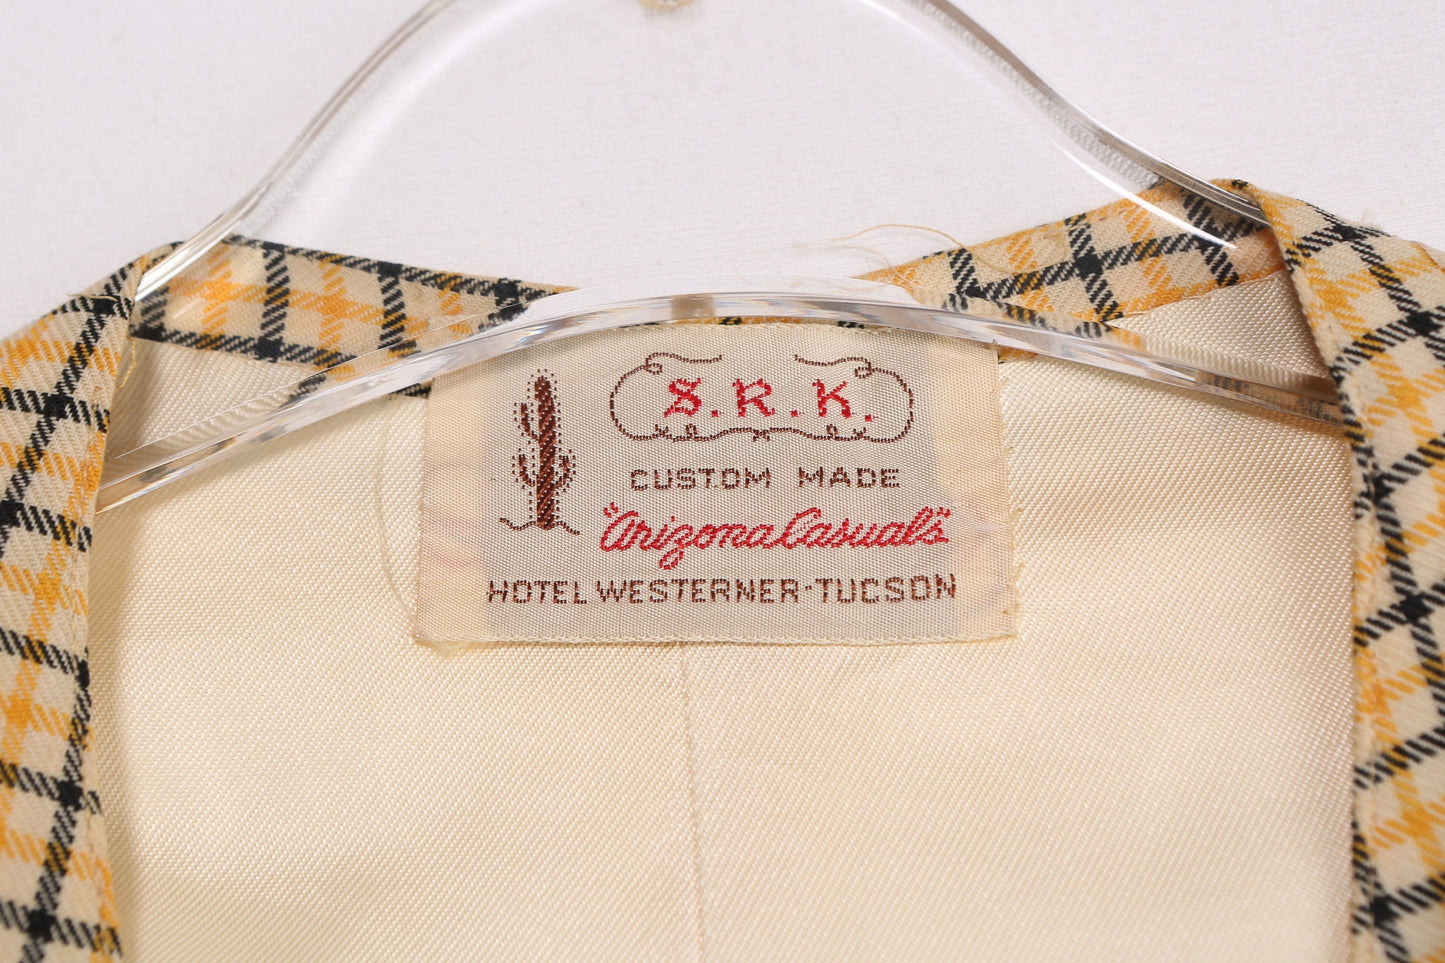 S.R.K.
CUSTOM MADE
"Arizona Casuals"
HOTEL WESTERNER-TUCSON